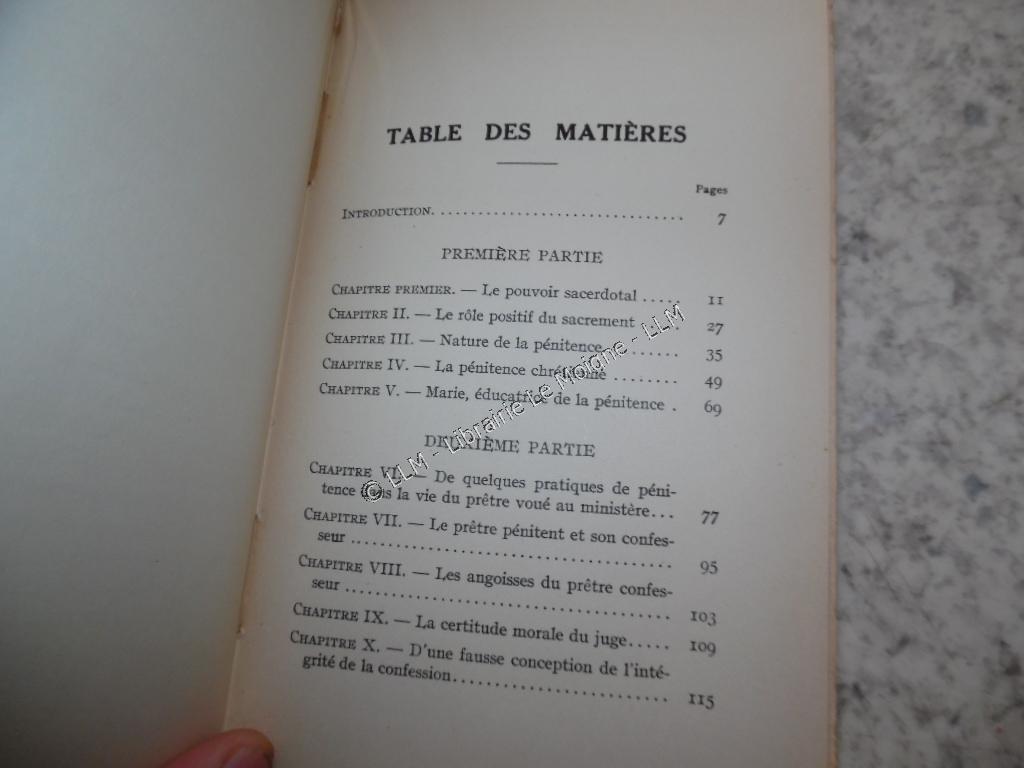 TABLE DES MATIÈRES
Pages
INTRODUCTION................................ 7
PREMIÈRE PARTIE
CHAPITRE PREMIER. — Le pouvoir sacerdotal ..... 11
CHAPITRE II. — Le rôle positif du sacrement ..... 27
CHAPITRE III. — Nature de la pénitence .......... 35
CHAPITRE IV. — La pénitence chrétienne ........ 49
CHAPITRE V. — Marie, éducatrice de la pénitence . 69
DEUXIÈME PARTIE
CHAPITRE VI. — De quelques pratiques de péni-
tence dans la vie du prêtre voué au ministère... 77
CHAPITRE VII. — Le prêtre pénitent et son confes-
seur ...................................... 95
CHAPITRE VIII. — Les angoisses du prêtre confes-
seur ...................................... 103
CHAPITRE IX. — La certitude morale du juge..... 109
CHAPITRE X. — D'une fausse conception de l'inté-
grité de la confession........................ 115
© LLM - Librairie Le Moigne - LLM